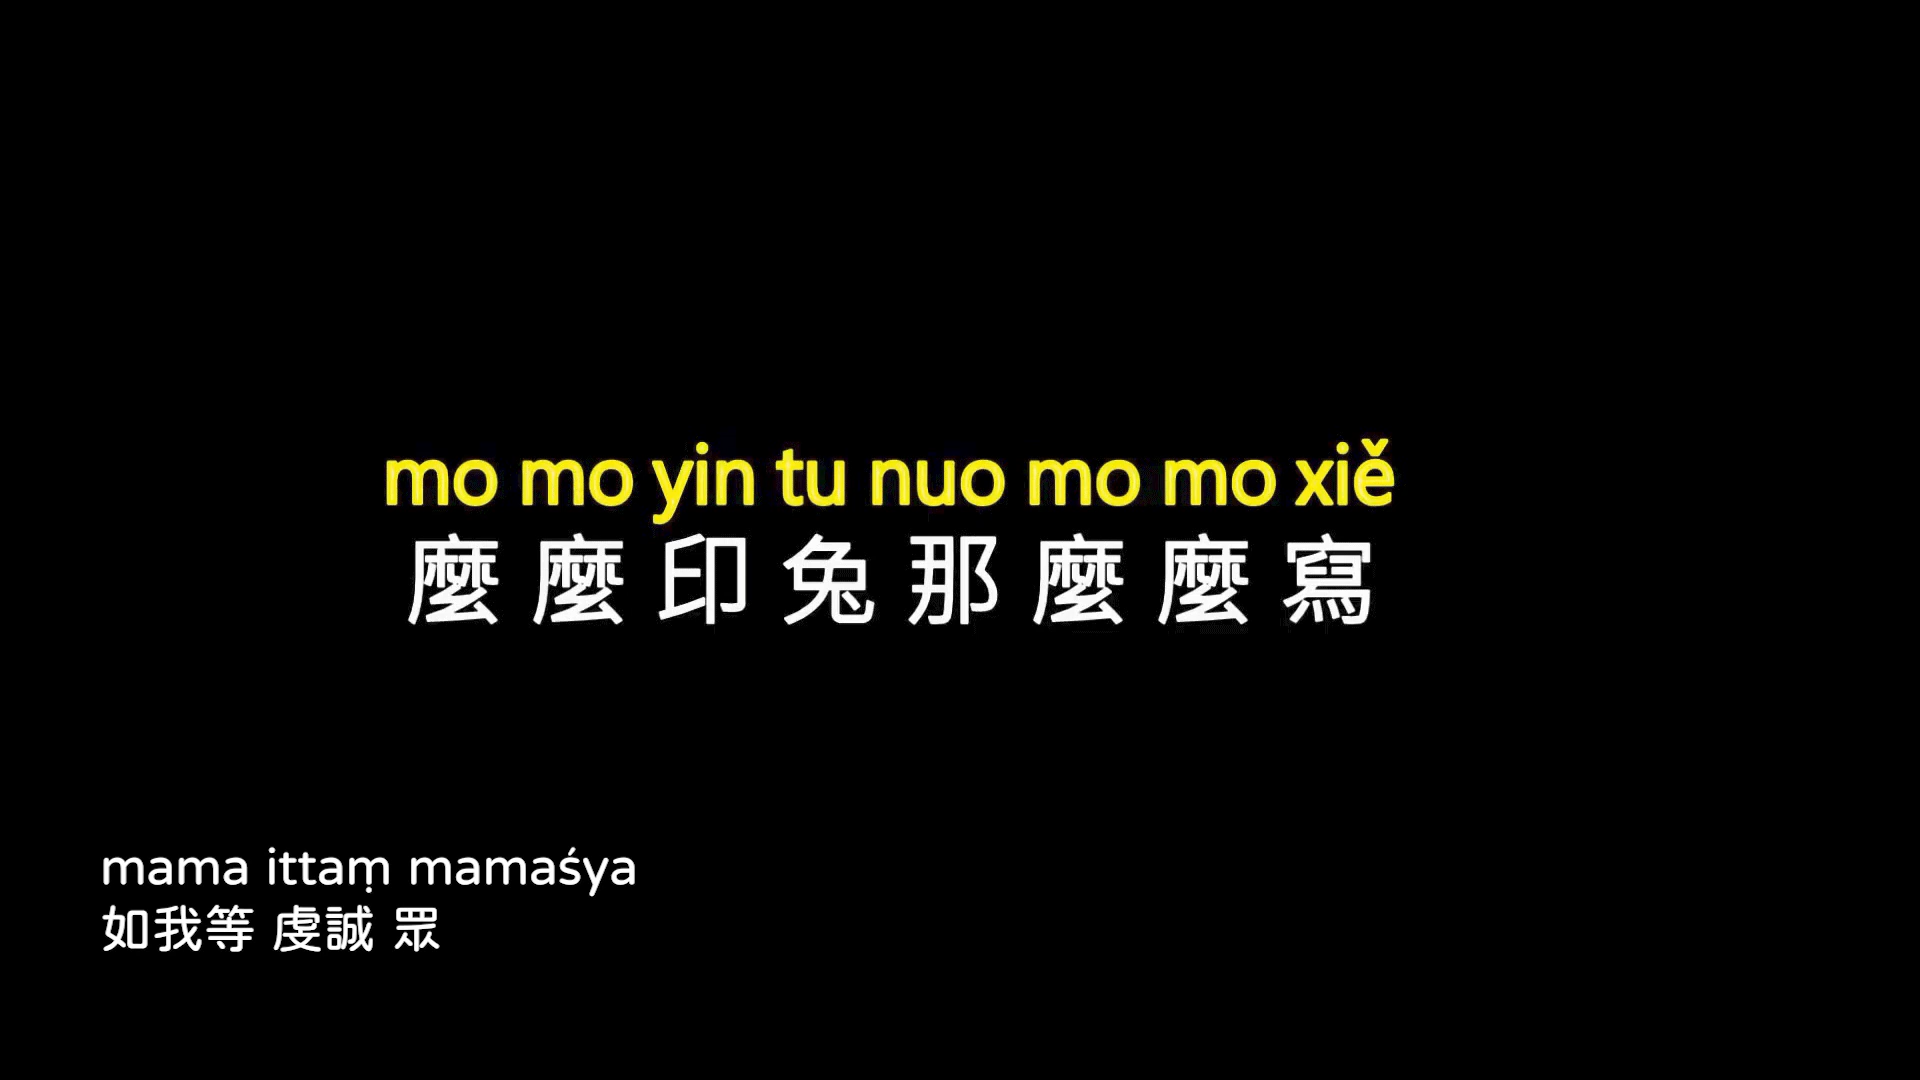 mo mo yin tu nuo mo mo xiě
麼 麼 印 兔 那 麼 麼 寫
mama ittaṃ mamaśya
如我等 虔誠 眾